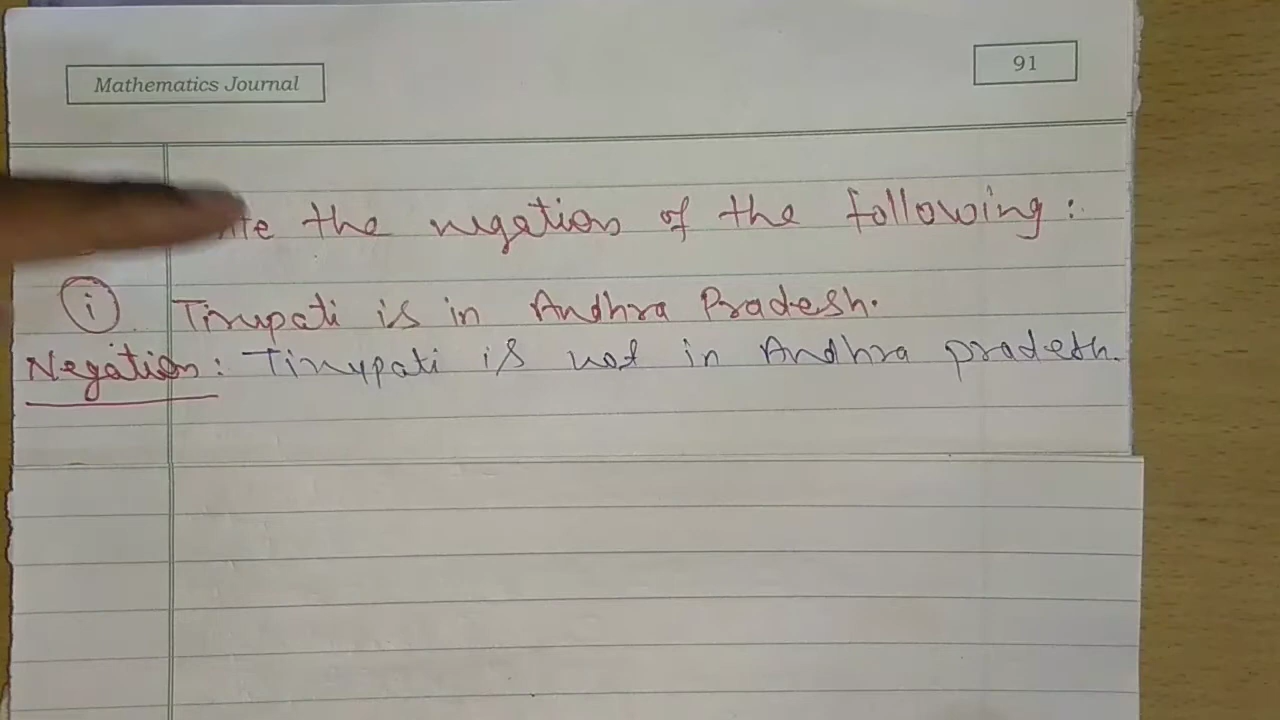 Mathematics Journal
91
the negation of the following :
i Tirupati is in Andhra Pradesh.
Negation : Tirupati is not in Andhra pradesh.